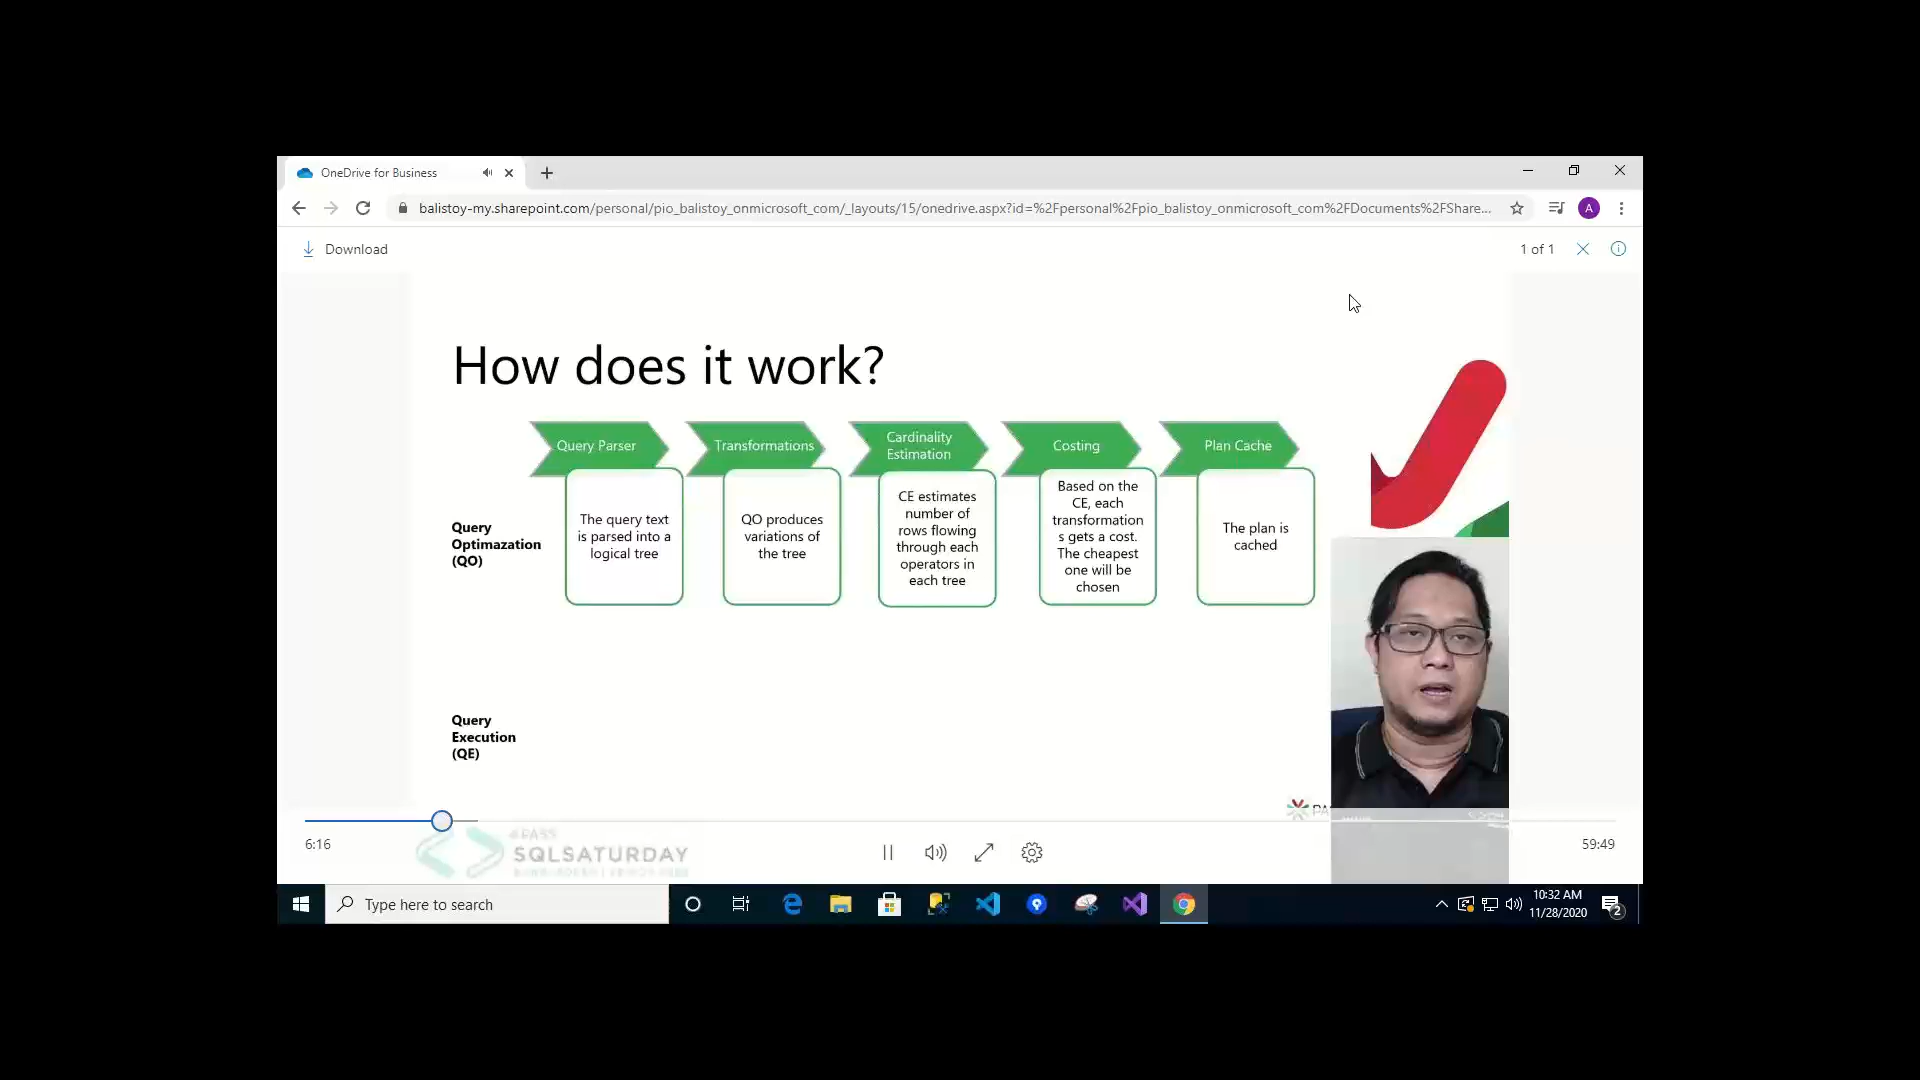 OneDrive for Business
balistoy-my.sharepoint.com/personal/pio_balistoy_onmicrosoft_com/_layouts/15/onedrive.aspx?id=%2Fpersonal%2Fpio_balistoy_onmicrosoft_com%2FDocuments%2FShare...
A
Download
1 of 1
How does it work?
Query Parser
Transformations
Cardinality
Estimation
Costing
Plan Cache
Query
Optimazation
(QO)
The query text
is parsed into a
logical tree
QO produces
variations of
the tree
CE estimates
number of
rows flowing
through each
operators in
each tree
Based on the
CE, each
transformation
s gets a cost.
The cheapest
one will be
chosen
The plan is
cached
Query
Execution
(QE)
PA
6:16
59:49
PASS
SQLSATURDAY
Type here to search
10:32 AM
11/28/2020
2